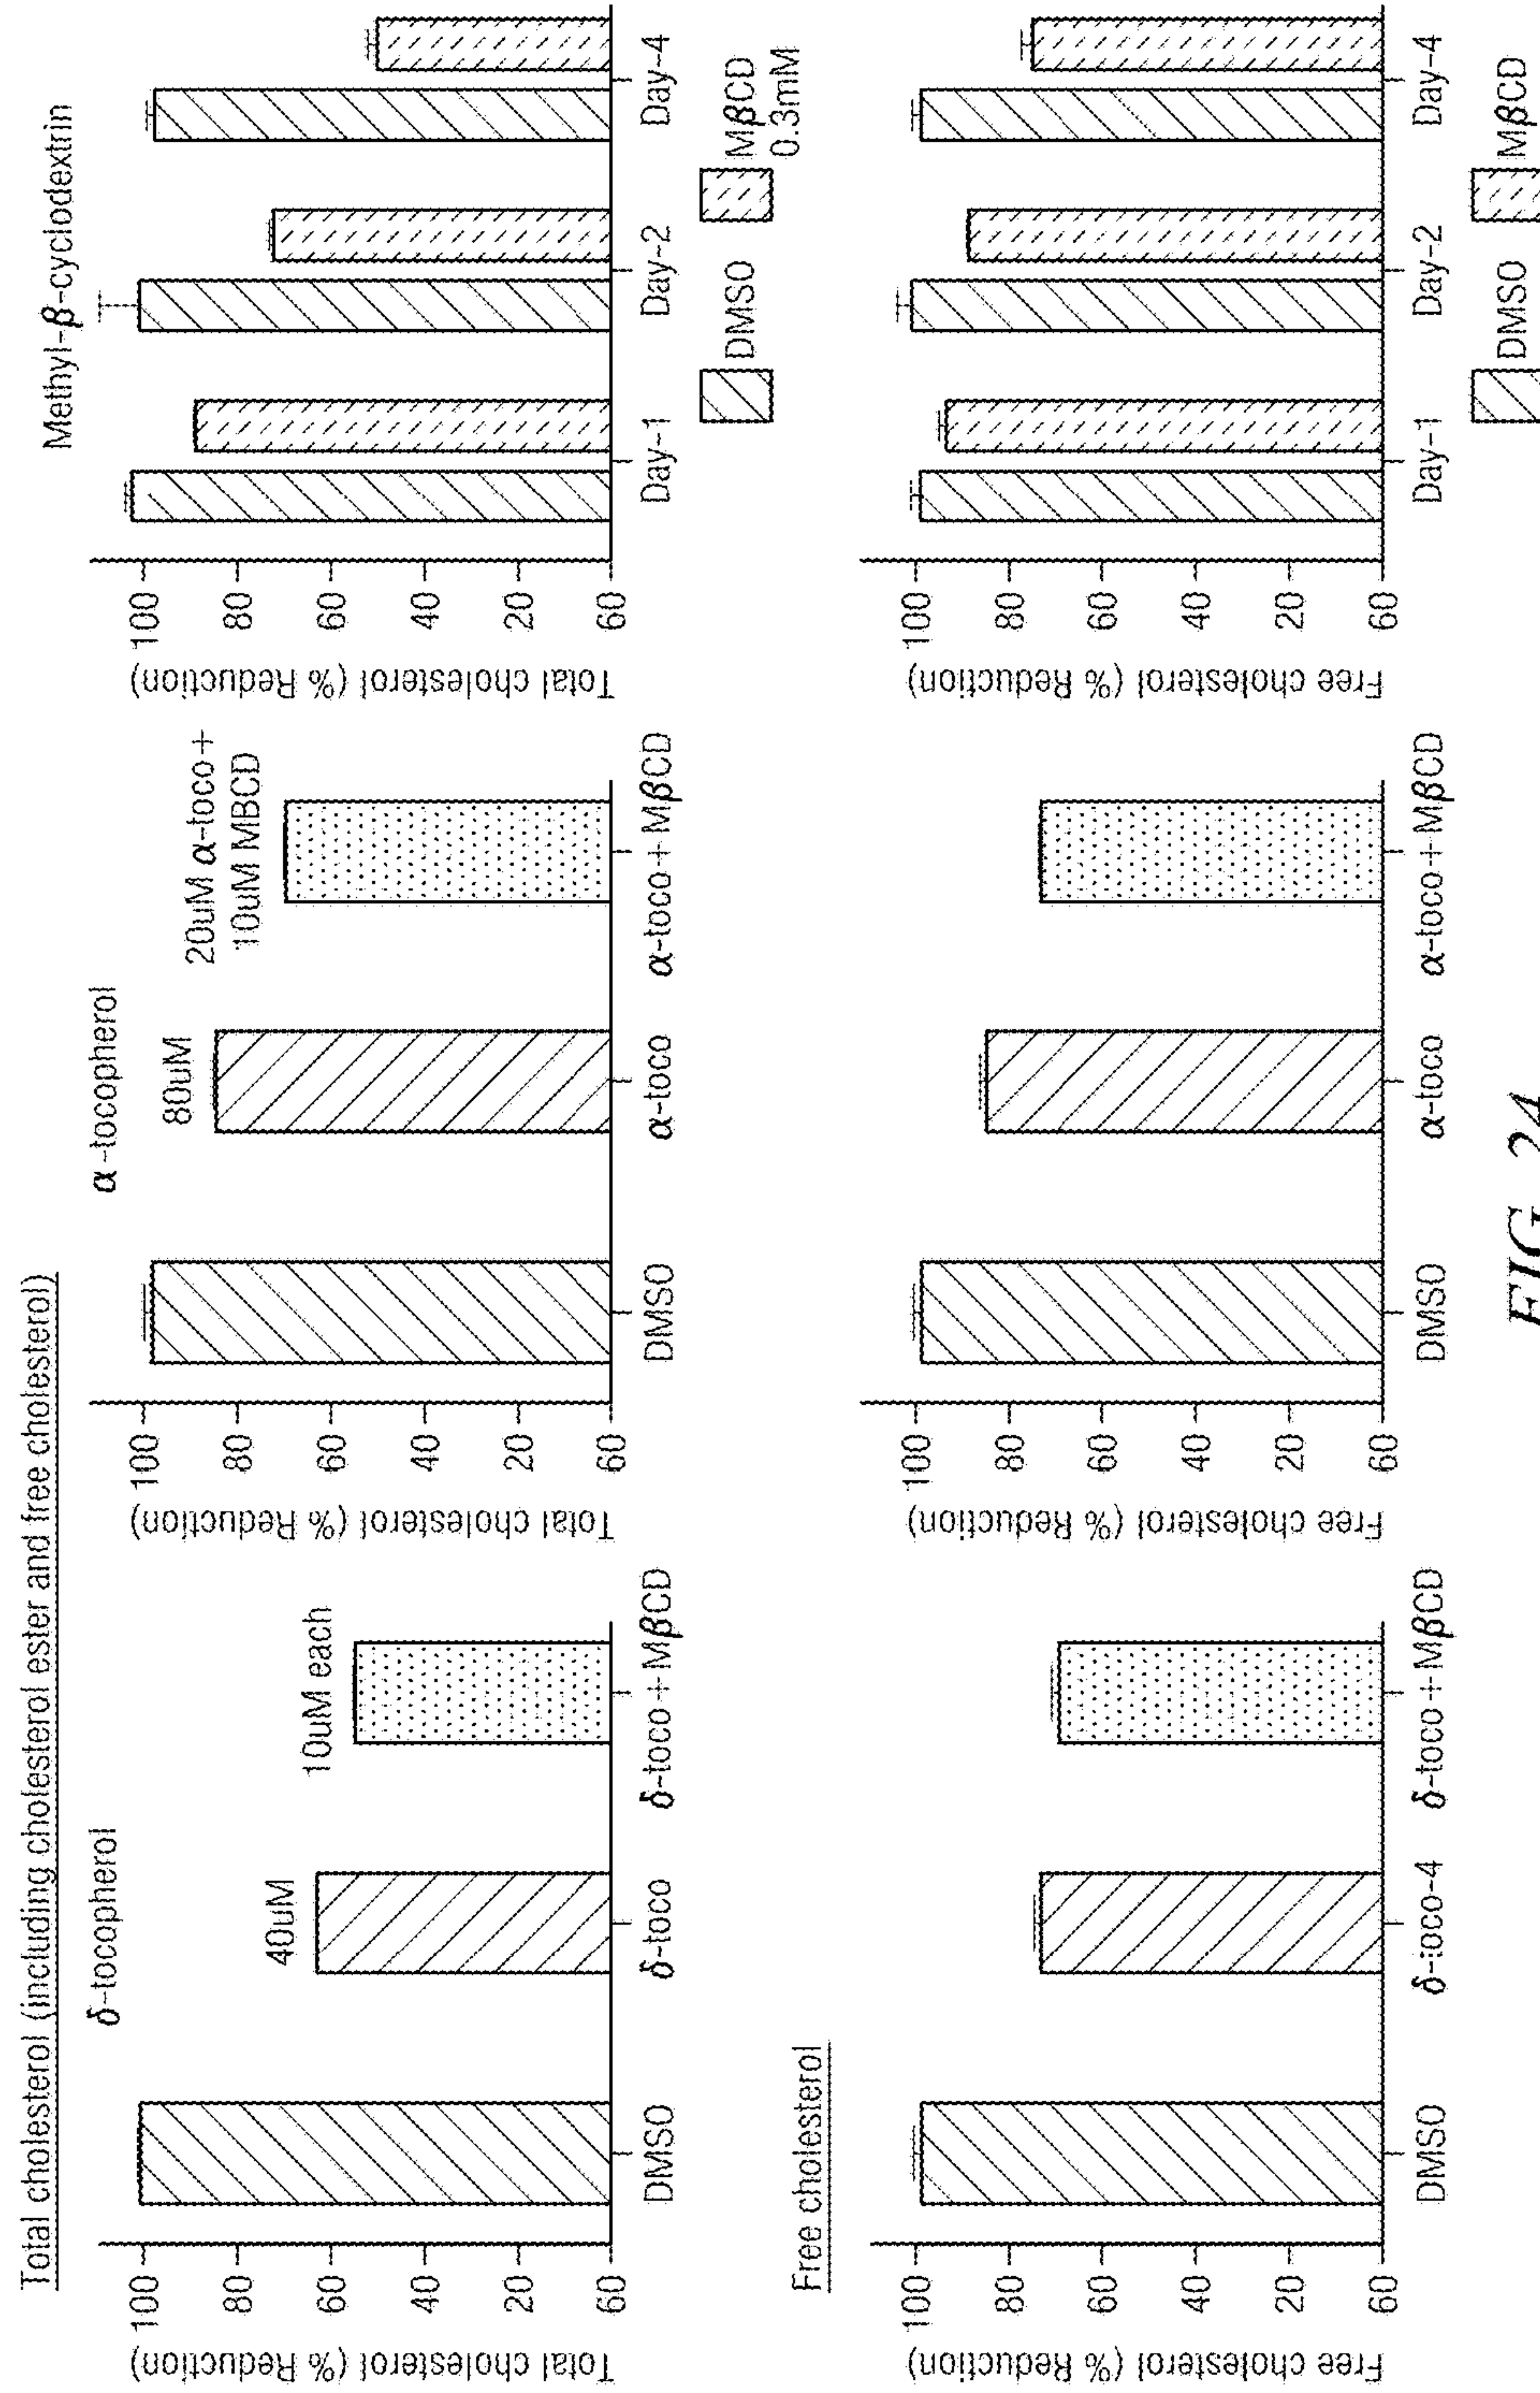 Total cholesterol (including cholesterol ester and free cholesterol)
δ-tocopherol
Total cholesterol (% Reduction)
100
80
60
40
20
60
40uM
10uM each
DMSO
δ-toco
δ-toco+MβCD
α-tocopherol
Total cholesterol (% Reduction)
100
80
60
40
20
60
80uM
20uM α-toco+
10uM MBCD
DMSO
α-toco
α-toco+MβCD
Methyl-β-cyclodextrin
Total cholesterol (% Reduction)
100
80
60
40
20
60
Day-1
Day-2
Day-4
DMSO
MβCD
0.3mM
Free cholesterol
Free cholesterol (% Reduction)
100
80
60
40
20
60
DMSO
δ-toco-4
δ-toco+MβCD
Free cholesterol (% Reduction)
100
80
60
40
20
60
DMSO
α-toco
α-toco+MβCD
Free cholesterol (% Reduction)
100
80
60
40
20
60
Day-1
Day-2
Day-4
DMSO
MβCD
FIG. 24